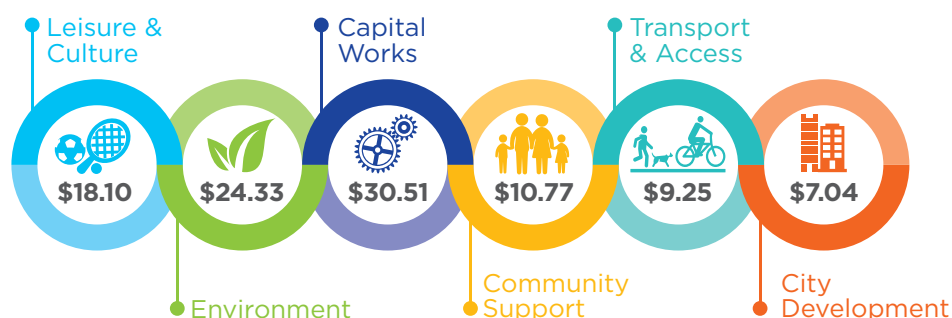 Leisure &
Culture
Capital
Works
Transport
& Access
$18.10
$24.33
$30.51
$10.77
$9.25
$7.04
Environment
Community
Support
City
Development